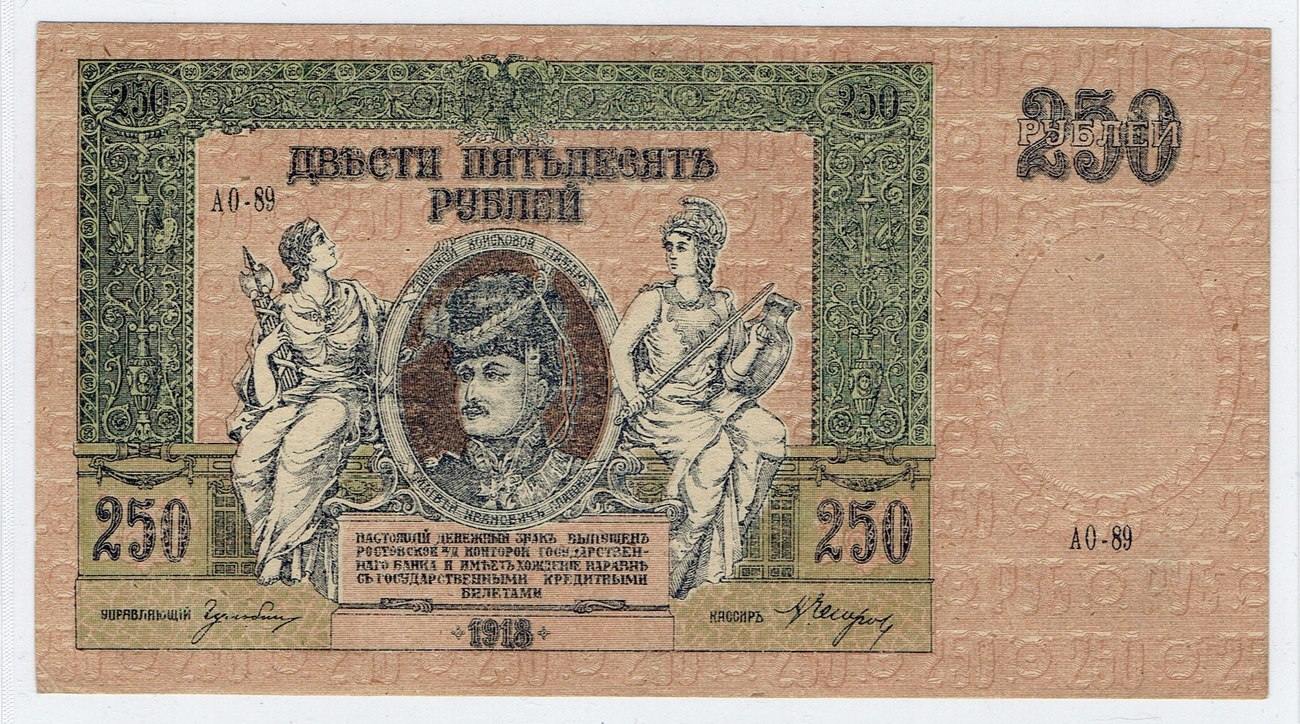 250
250
ДВѢСТИ ПЯТЬДЕСЯТЪ
РУБЛЕЙ
АО-89
ДОНСКОЙ ВОЙСКОВОЙ АТАМАНЪ
МАТВѢЙ ИВАНОВИЧЪ ПЛАТОВЪ
250
250
НАСТОЯЩІЙ ДЕНЕЖНЫЙ ЗНАКЪ ВЫПУЩЕНЪ
РОСТОВСКОЙ Н/Д КОНТОРОЙ ГОСУДАРСТВЕН-
НАГО БАНКА И ИМѢЕТЪ ХОЖДЕНІЕ НАРАВНѢ
СЪ ГОСУДАРСТВЕННЫМИ КРЕДИТНЫМИ
БИЛЕТАМИ
УПРАВЛЯЮЩІЙ
КАССИРЪ
1918
250
РУБЛЕЙ
АО-89